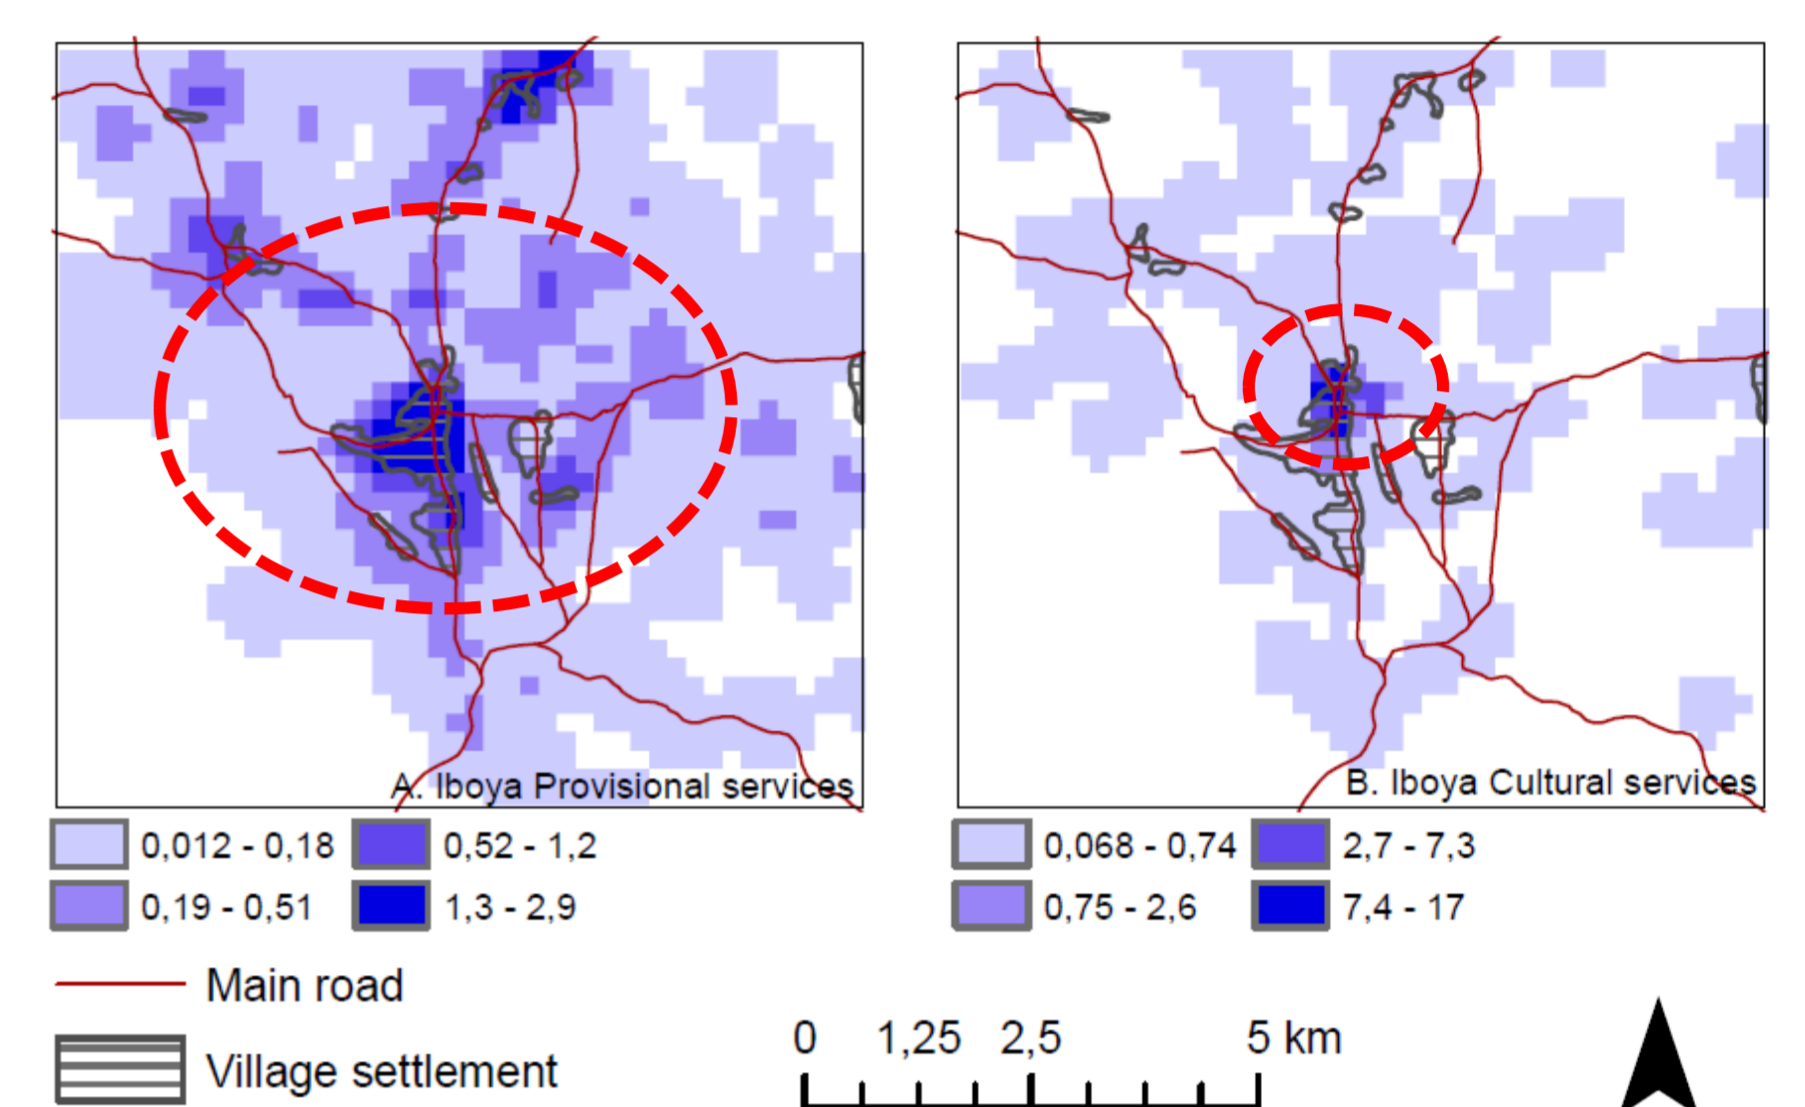 A. Iboya Provisional services
B. Iboya Cultural services
0,012 - 0,18
0,52 - 1,2
0,19 - 0,51
1,3 - 2,9
0,068 - 0,74
2,7 - 7,3
0,75 - 2,6
7,4 - 17
Main road
Village settlement
0 1,25 2,5 5 km